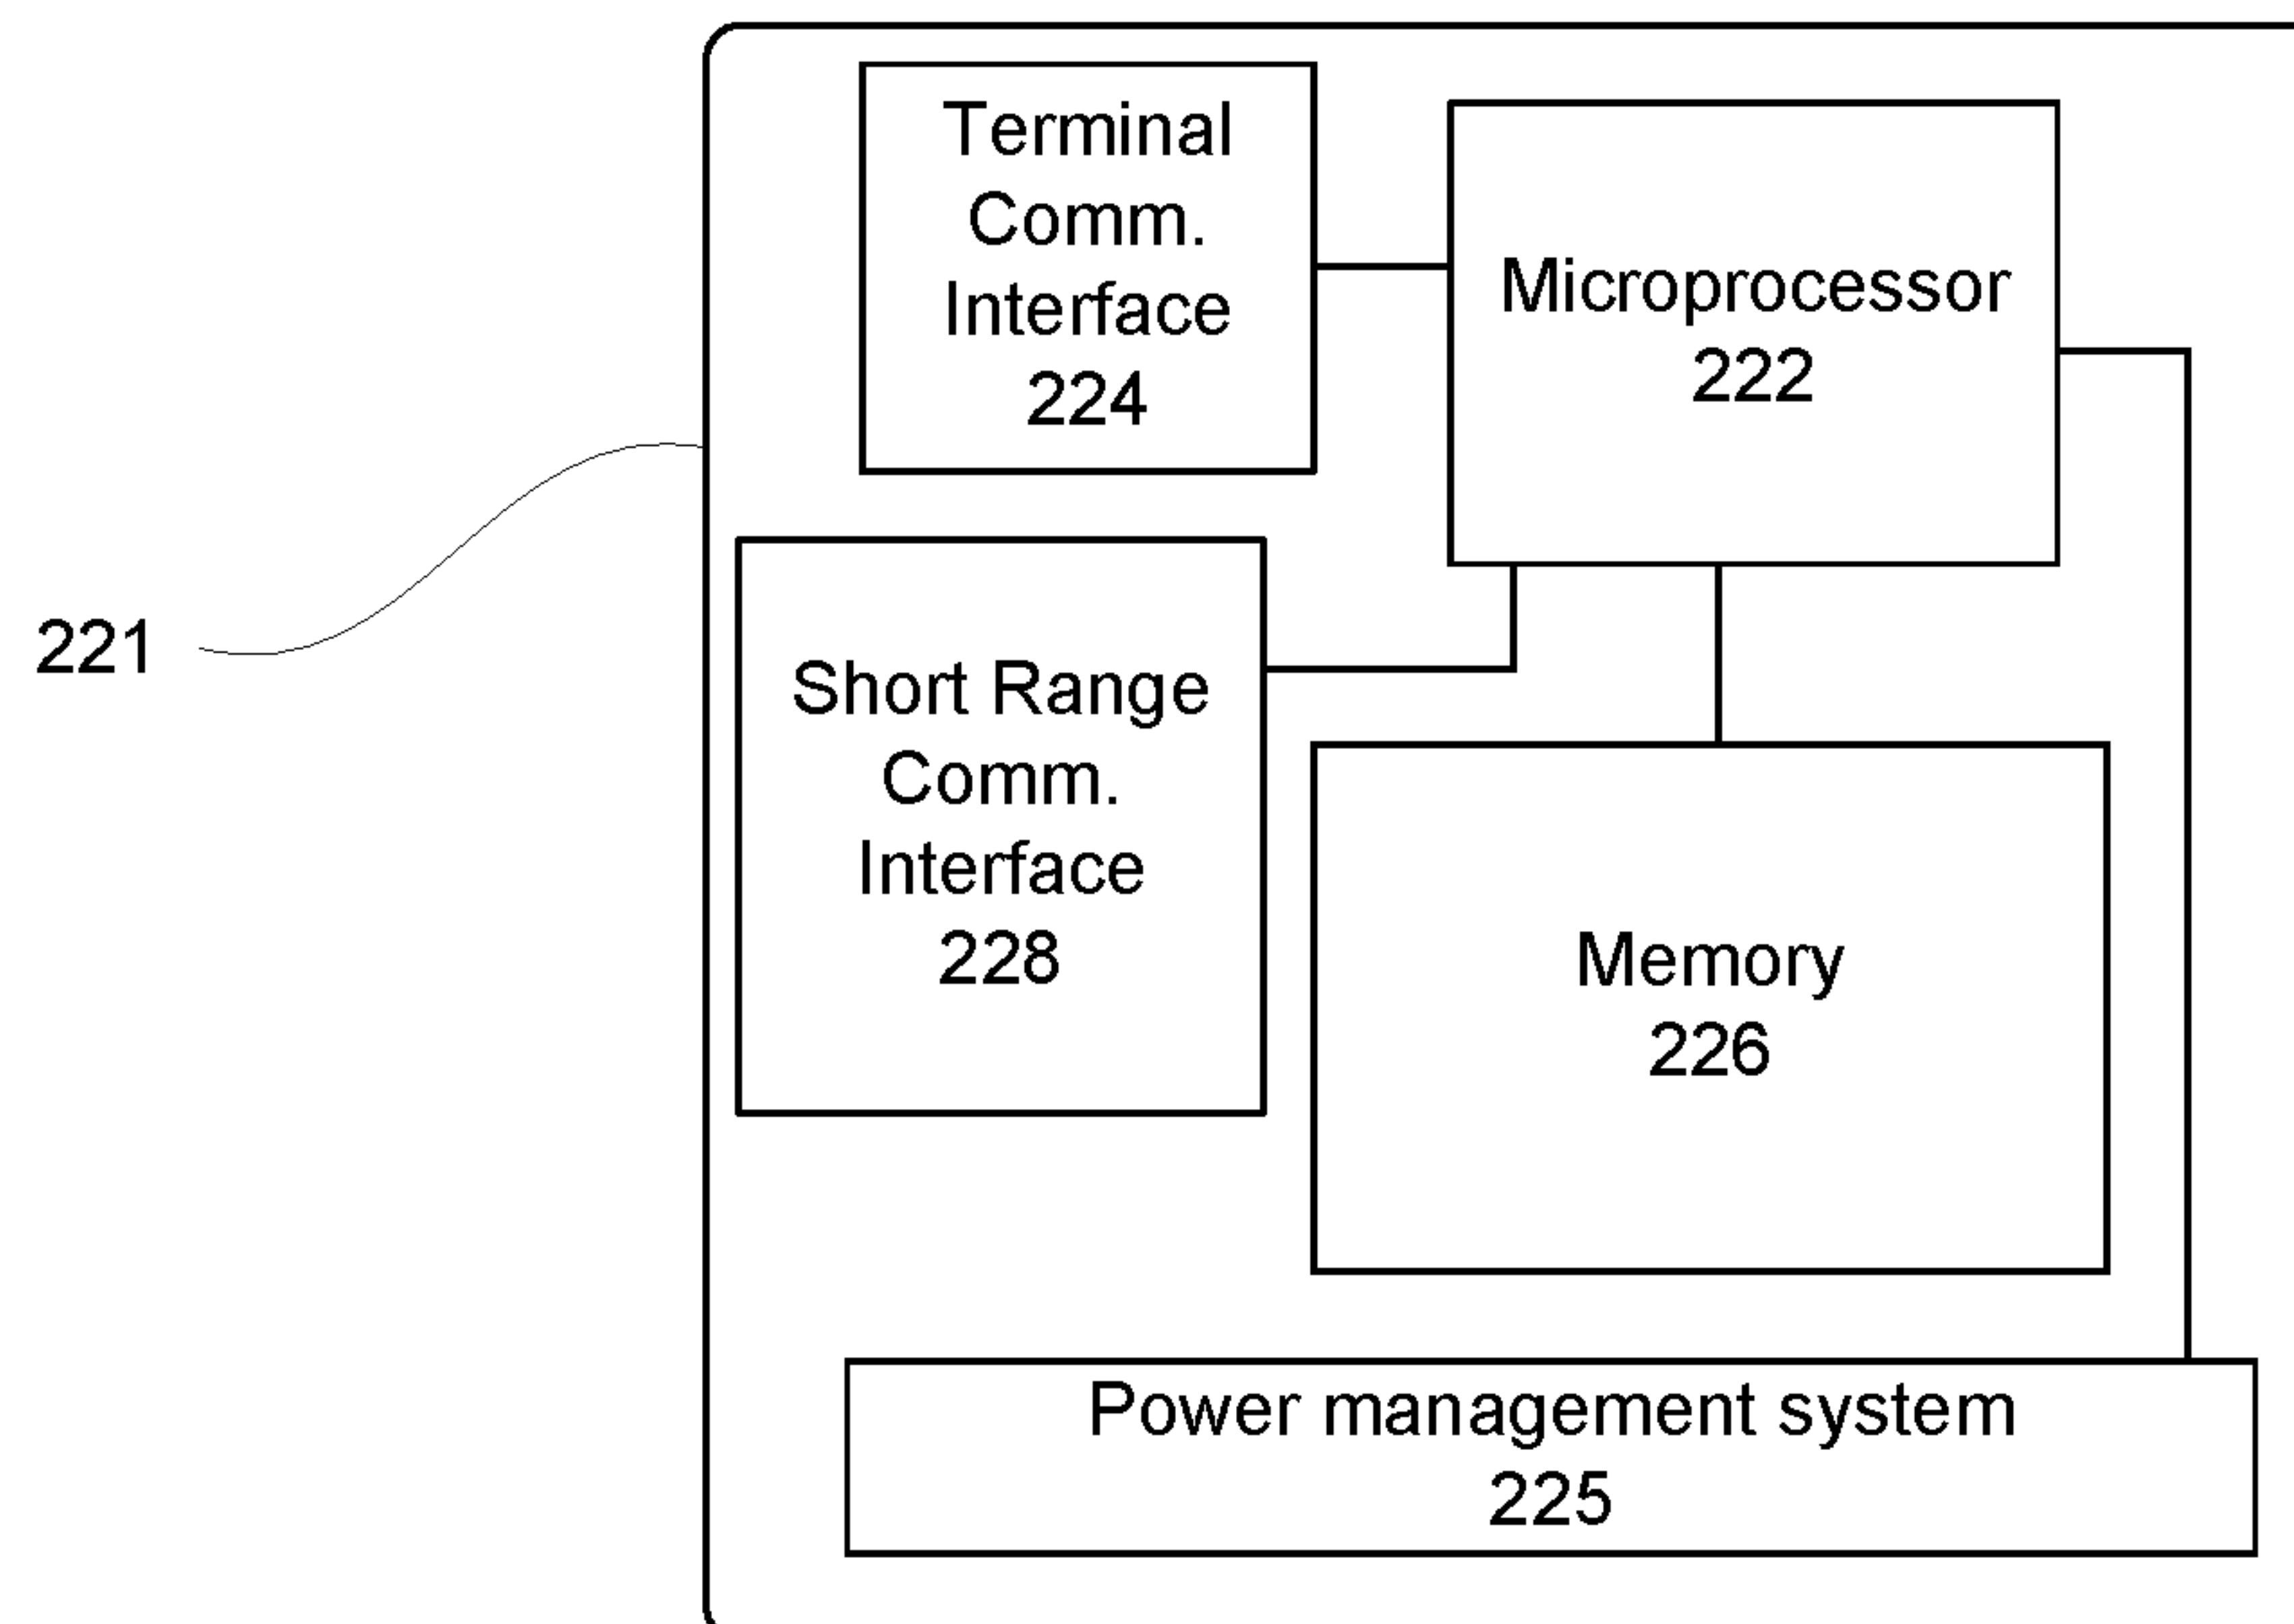 Terminal
Comm.
Interface
224
Microprocessor
222
221
Short Range
Comm.
Interface
228
Memory
226
Power management system
225